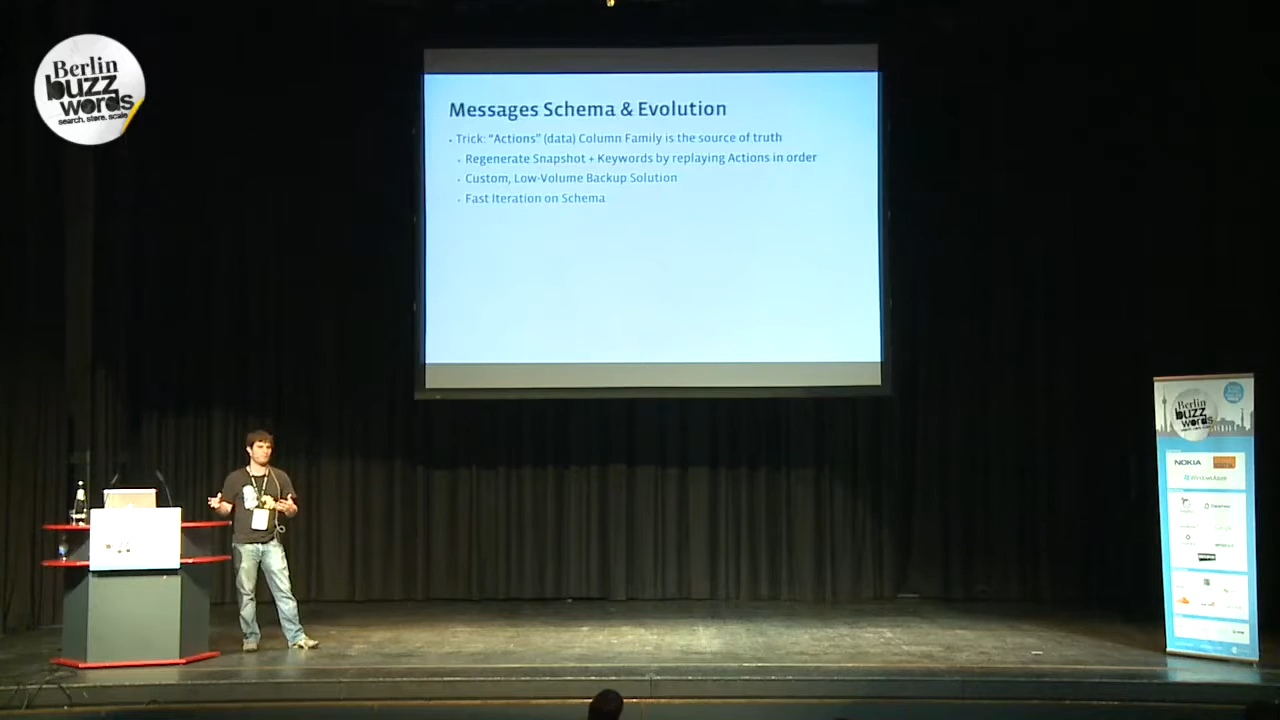 Berlin
buzz
words
search. store. scale
Messages Schema & Evolution
• Trick: “Actions” (data) Column Family is the source of truth
• Regenerate Snapshot + Keywords by replaying Actions in order
• Custom, Low-Volume Backup Solution
• Fast Iteration on Schema
Berlin
buzz
words
NOKIA